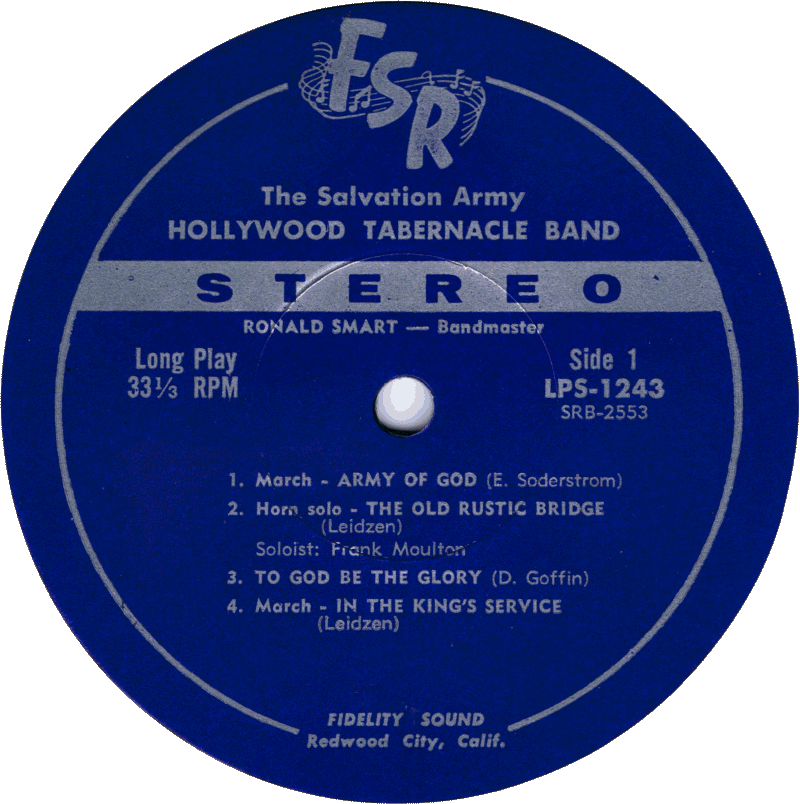 FSR
The Salvation Army
HOLLYWOOD TABERNACLE BAND
STEREO
RONALD SMART — Bandmaster
Long Play
33⅓ RPM
Side 1
LPS-1243
SRB-2553
1. March - ARMY OF GOD (E. Soderstrom)
2. Horn solo - THE OLD RUSTIC BRIDGE
(Leidzen)
Soloist: Frank Moulton
3. TO GOD BE THE GLORY (D. Goffin)
4. March - IN THE KING'S SERVICE
(Leidzen)
FIDELITY SOUND
Redwood City, Calif.